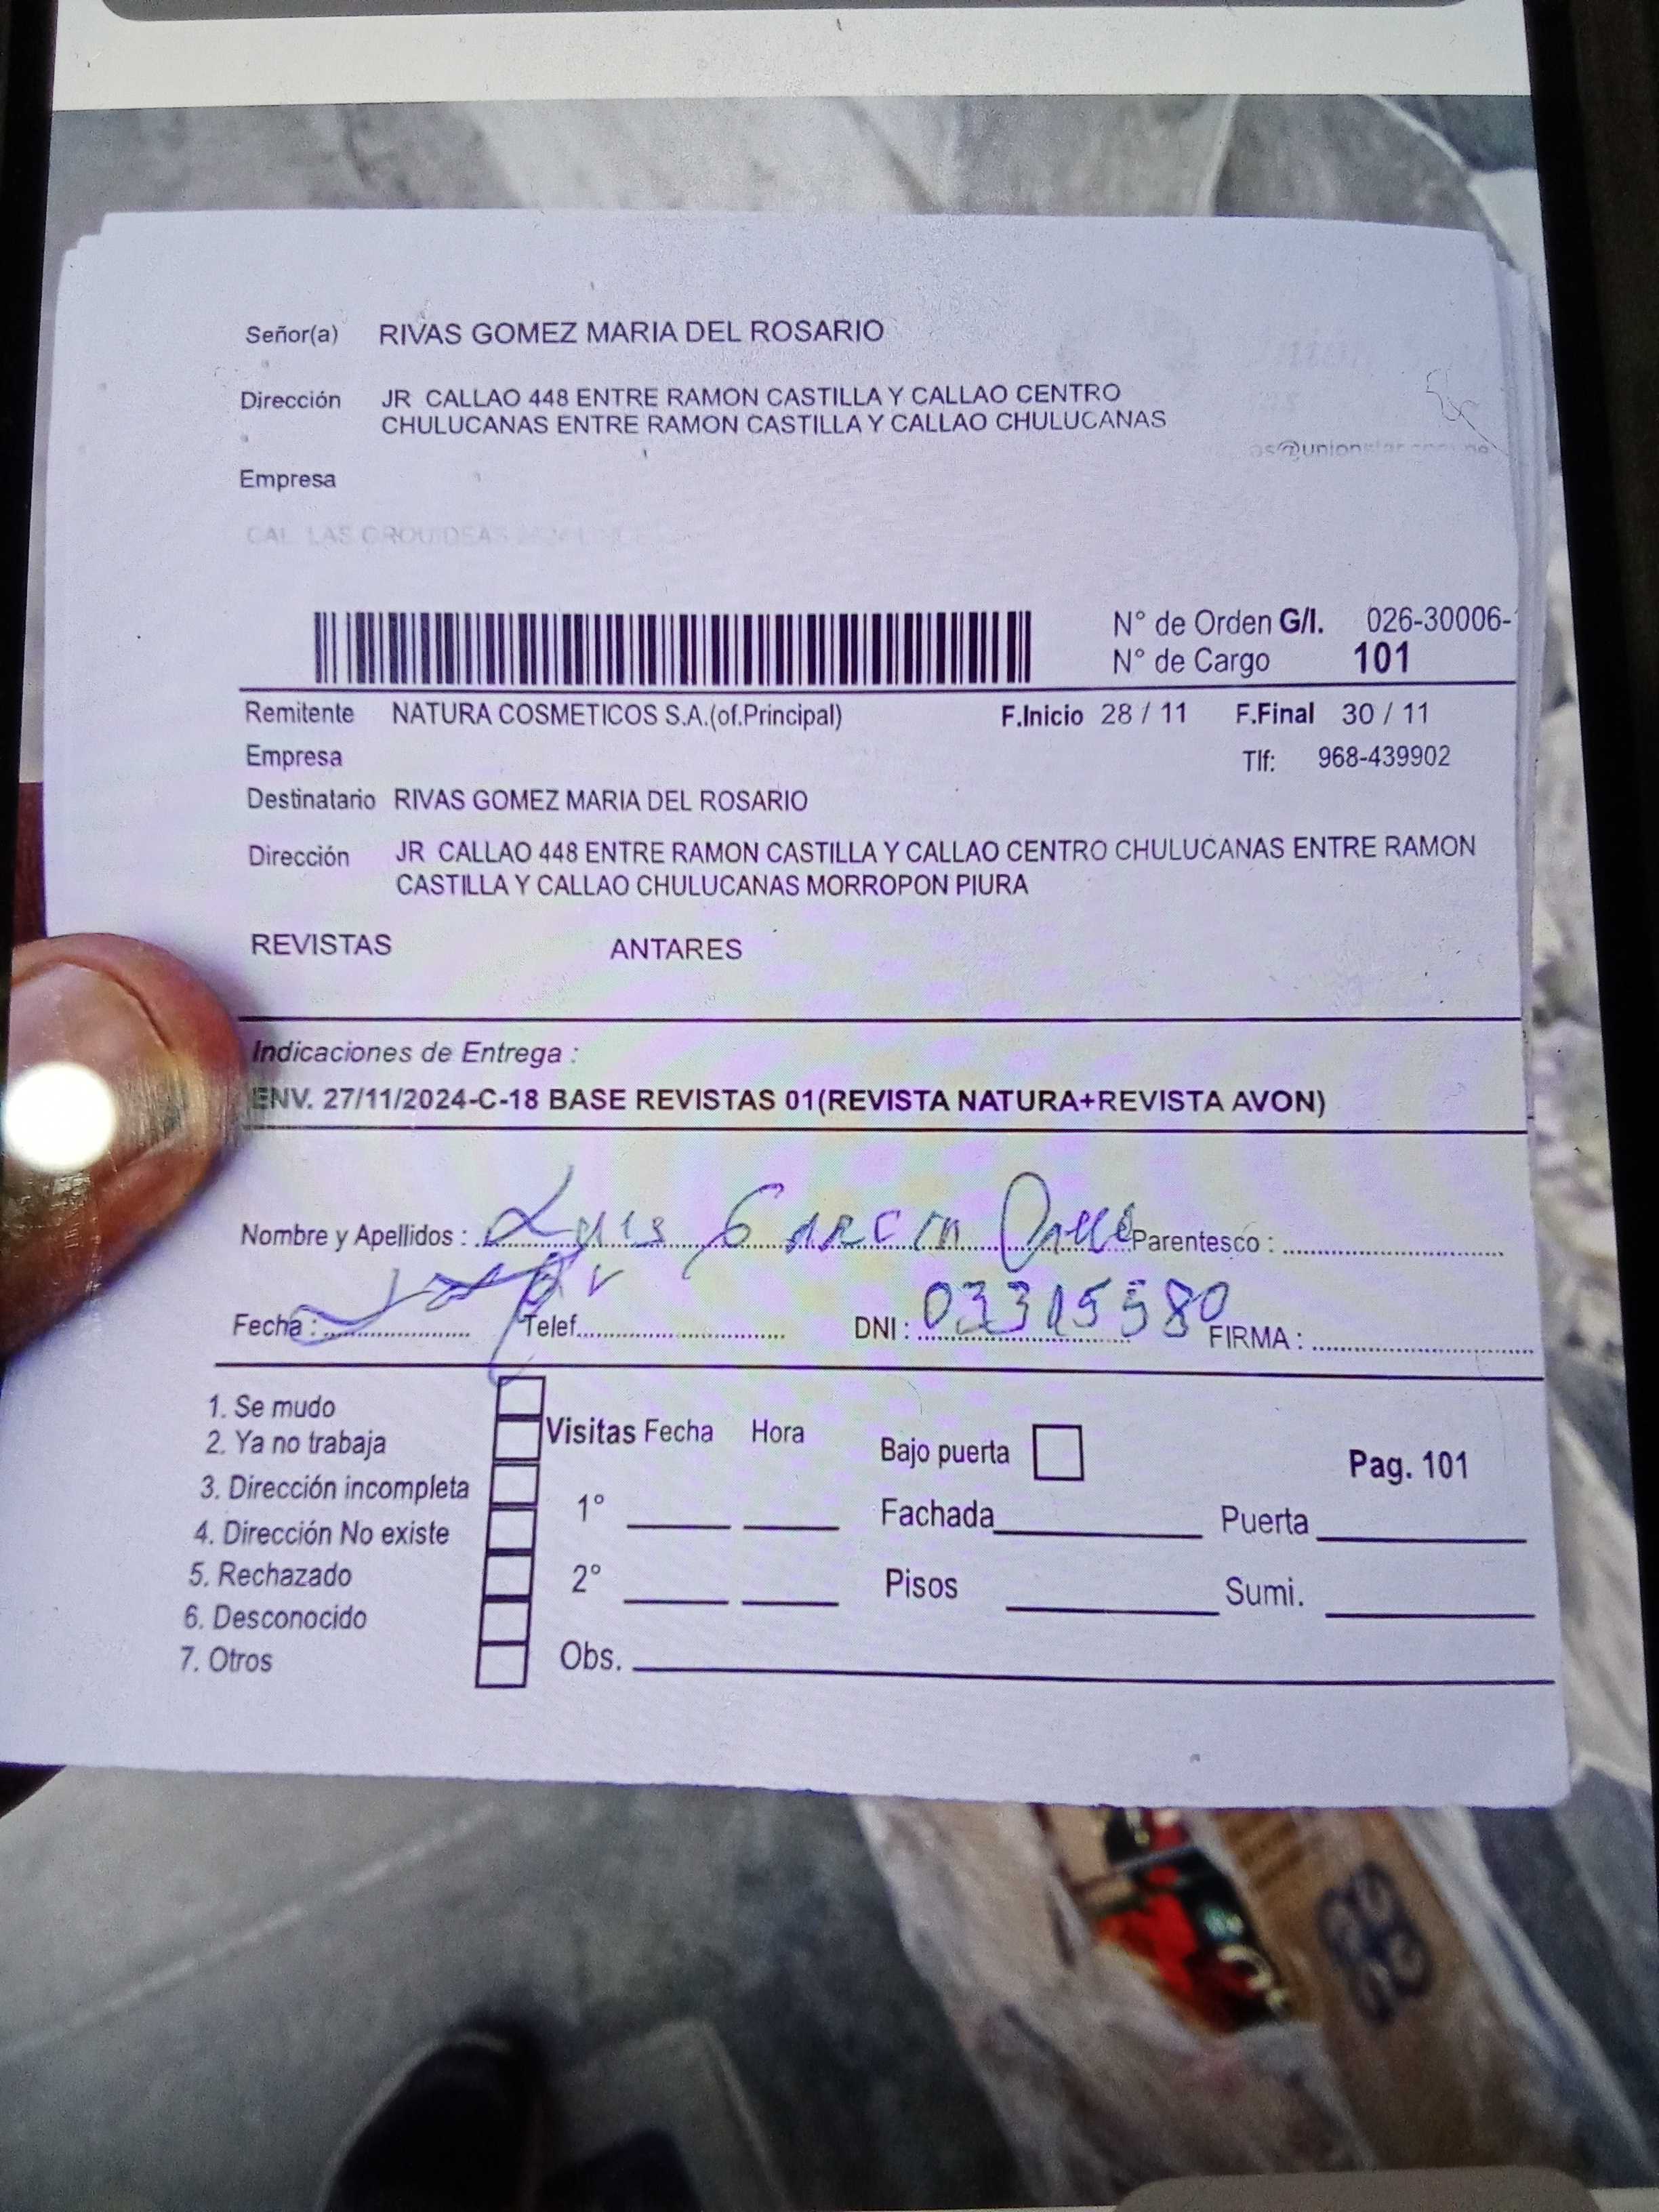 Señor(a) RIVAS GOMEZ MARIA DEL ROSARIO
Dirección JR CALLAO 448 ENTRE RAMON CASTILLA Y CALLAO CENTRO
CHULUCANAS ENTRE RAMON CASTILLA Y CALLAO CHULUCANAS
Empresa
CAL LAS ORQUIDEAS
N° de Orden G/I. 026-30006-
N° de Cargo 101
Remitente NATURA COSMETICOS S.A.(of.Principal) F.Inicio 28 / 11 F.Final 30 / 11
Empresa Tlf: 968-439902
Destinatario RIVAS GOMEZ MARIA DEL ROSARIO
Dirección JR CALLAO 448 ENTRE RAMON CASTILLA Y CALLAO CENTRO CHULUCANAS ENTRE RAMON
CASTILLA Y CALLAO CHULUCANAS MORROPON PIURA
REVISTAS ANTARES
Indicaciones de Entrega :
ENV. 27/11/2024-C-18 BASE REVISTAS 01(REVISTA NATURA+REVISTA AVON)
Nombre y Apellidos : Luis Garcia Parentesco :
Fecha : Telef. DNI : 03315580 FIRMA :
1. Se mudo
2. Ya no trabaja Visitas Fecha Hora Bajo puerta Pag. 101
3. Dirección incompleta
1° Fachada Puerta
4. Dirección No existe
5. Rechazado 2° Pisos Sumi.
6. Desconocido
7. Otros Obs.